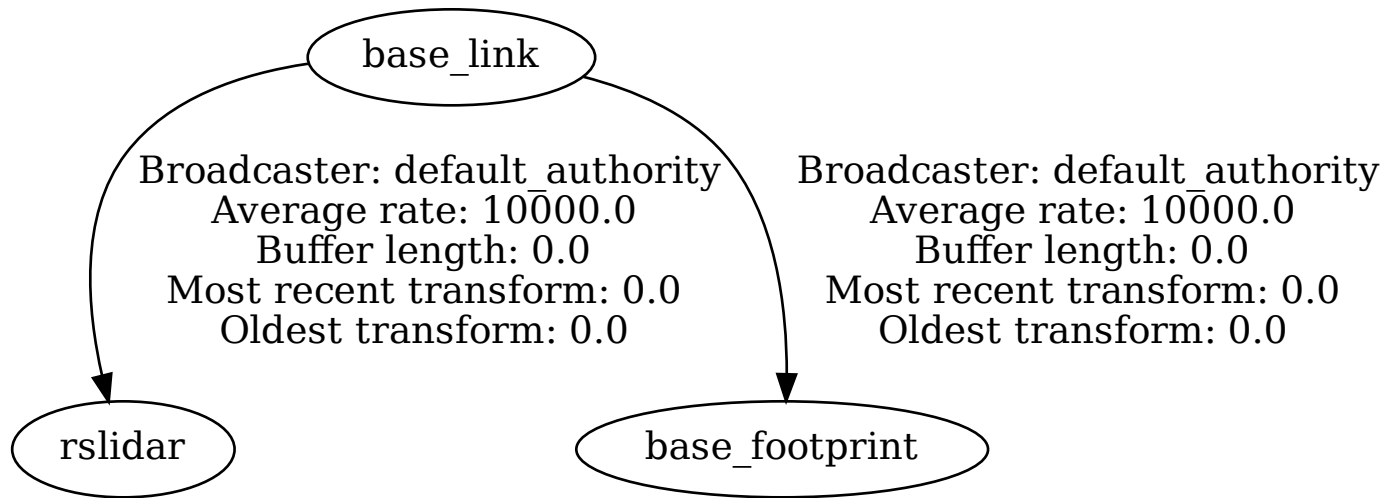 base_link
Broadcaster: default_authority
Average rate: 10000.0
Buffer length: 0.0
Most recent transform: 0.0
Oldest transform: 0.0
Broadcaster: default_authority
Average rate: 10000.0
Buffer length: 0.0
Most recent transform: 0.0
Oldest transform: 0.0
rslidar
base_footprint